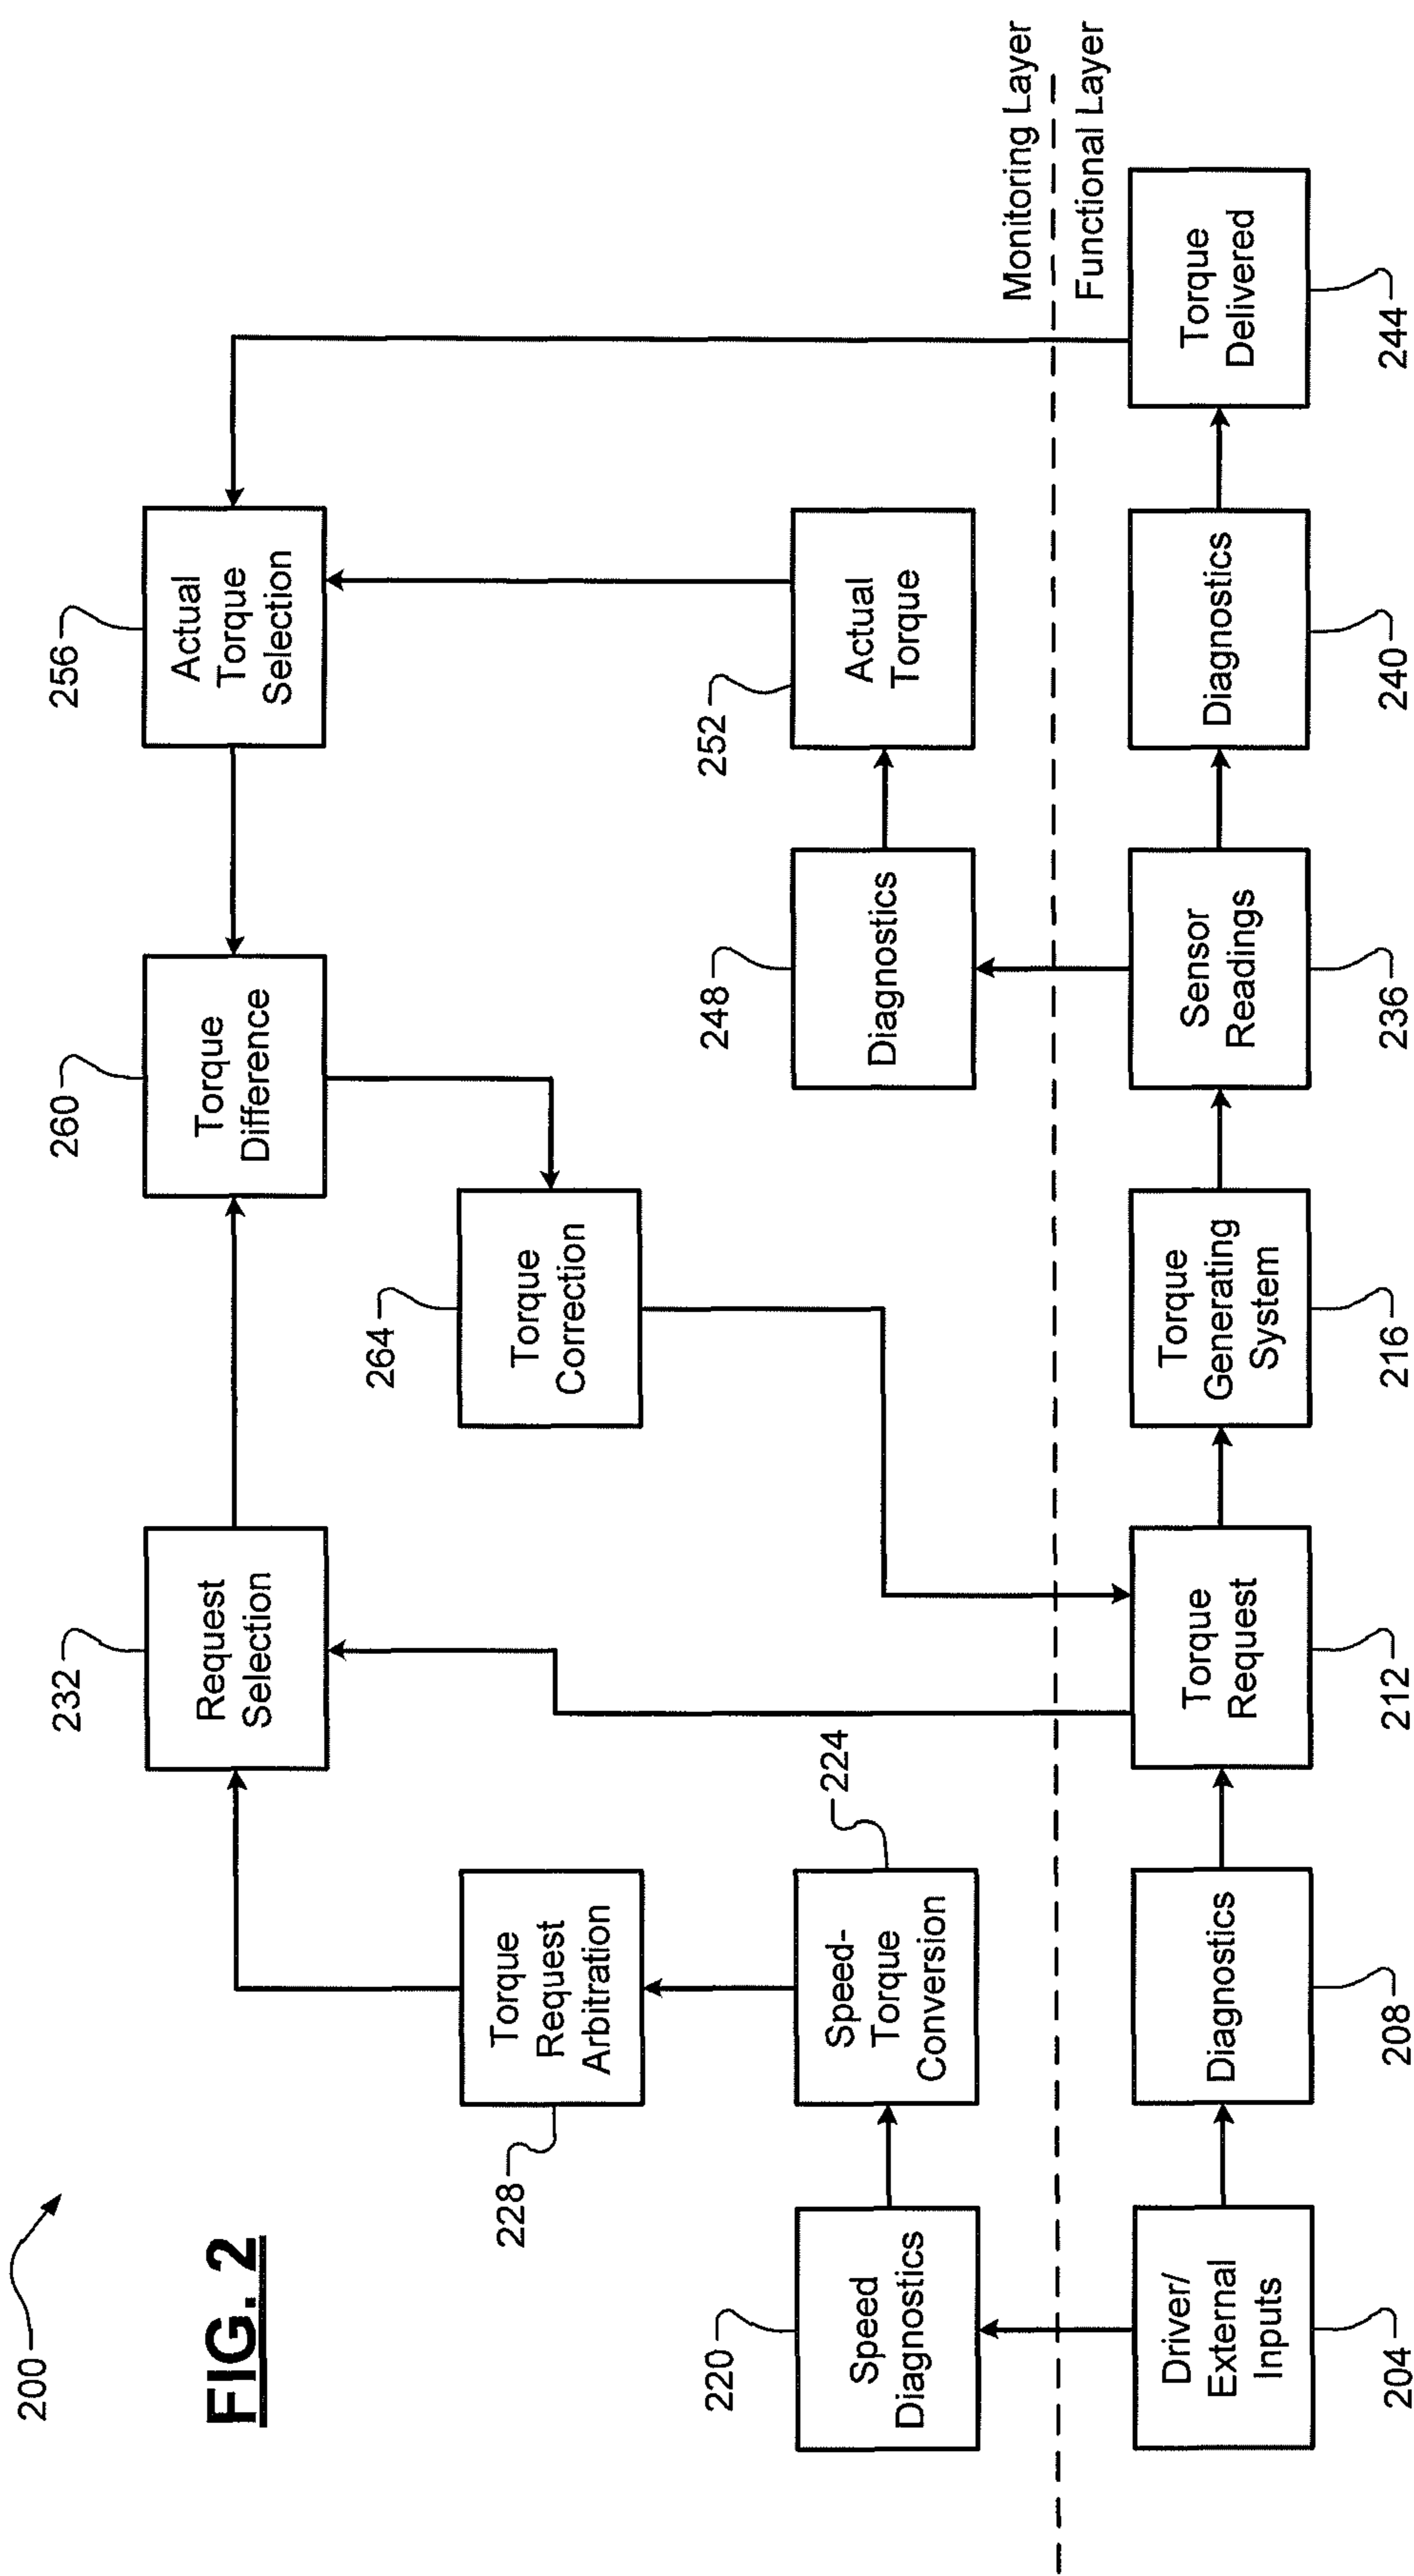 200
FIG. 2
232
Request
Selection
260
Torque
Difference
256
Actual
Torque
Selection
228
Torque
Request
Arbitration
264
Torque
Correction
220
Speed
Diagnostics
224
Speed-
Torque
Conversion
248
Diagnostics
252
Actual
Torque
Monitoring Layer
Functional Layer
Driver/
External
Inputs
204
Diagnostics
208
Torque
Request
212
Torque
Generating
System
216
Sensor
Readings
236
Diagnostics
240
Torque
Delivered
244